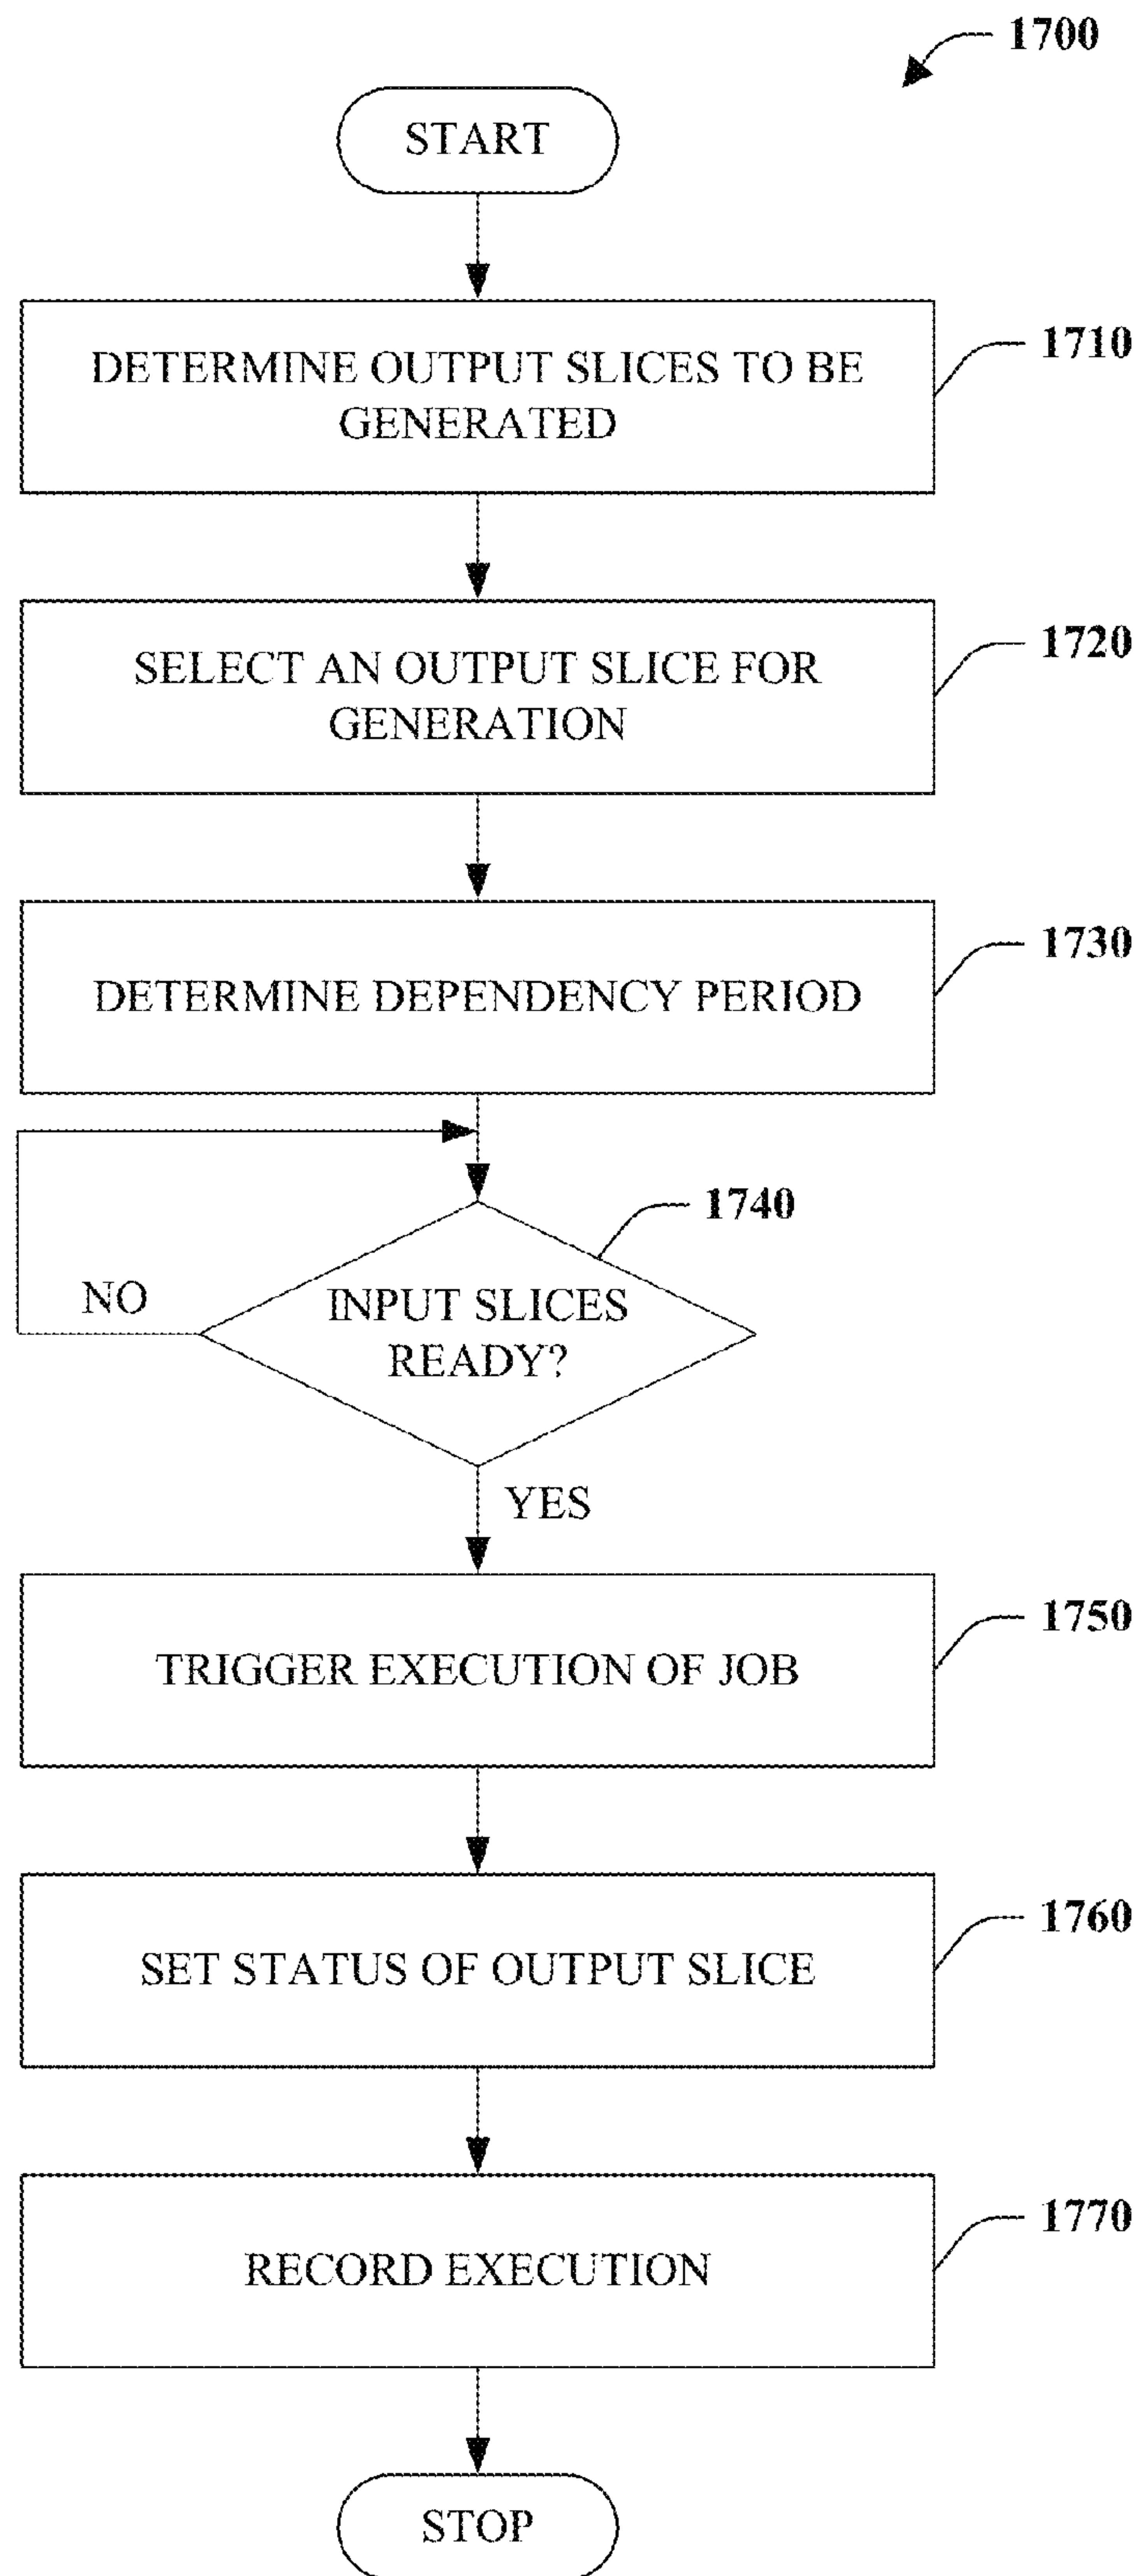 1700
START
DETERMINE OUTPUT SLICES TO BE
GENERATED
1710
SELECT AN OUTPUT SLICE FOR
GENERATION
1720
DETERMINE DEPENDENCY PERIOD
1730
1740
INPUT SLICES
READY?
NO
YES
TRIGGER EXECUTION OF JOB
1750
SET STATUS OF OUTPUT SLICE
1760
RECORD EXECUTION
1770
STOP